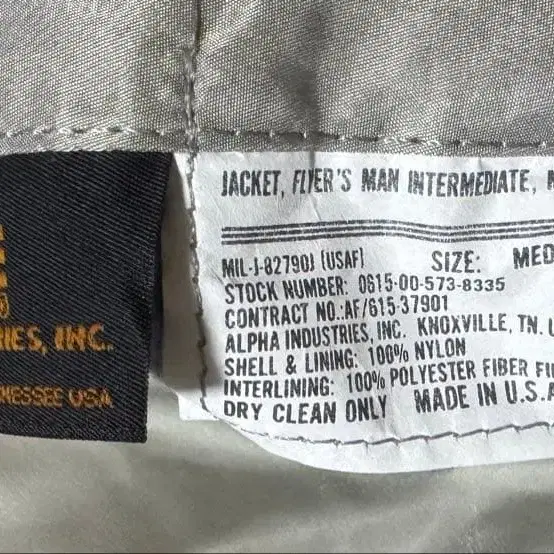 ®
RIES, INC.
NESSEE USA
JACKET, FLYER'S MAN INTERMEDIATE,
MIL-J-82790J (USAF) SIZE: MED
STOCK NUMBER: 0615-00-573-8335
CONTRACT NO.:AF/615-37901
ALPHA INDUSTRIES, INC. KNOXVILLE, TN. U
SHELL & LINING: 100% NYLON
INTERLINING: 100% POLYESTER FIBER FI
DRY CLEAN ONLY MADE IN U.S.A